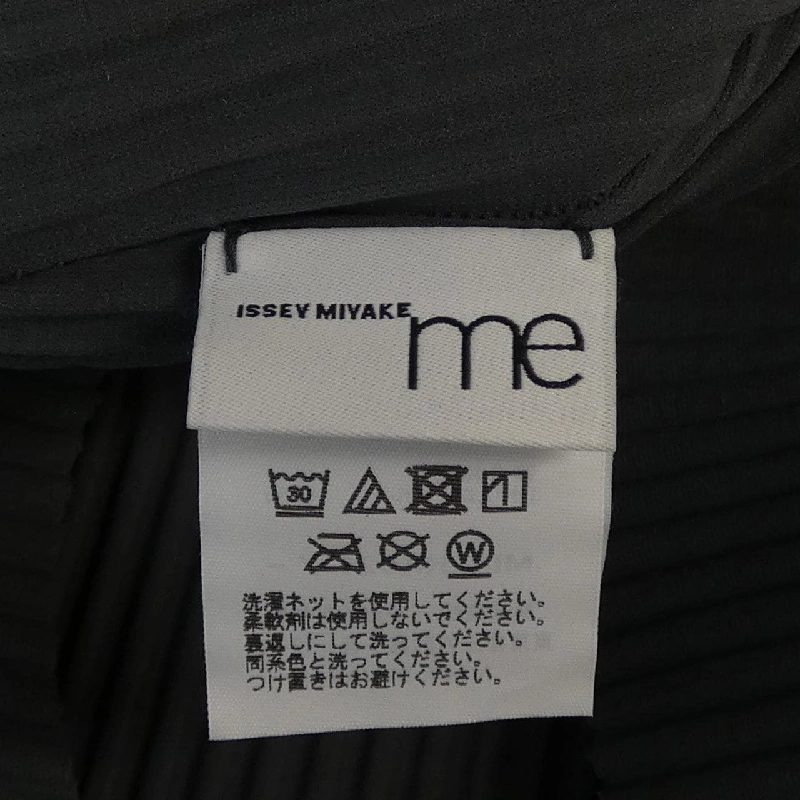 ISSEY MIYAKE me
30
W
洗濯ネットを使用してください。
柔軟剤は使用しないでください。
裏返しにして洗ってください。
同系色と洗ってください。
つけ置きはお避けください。